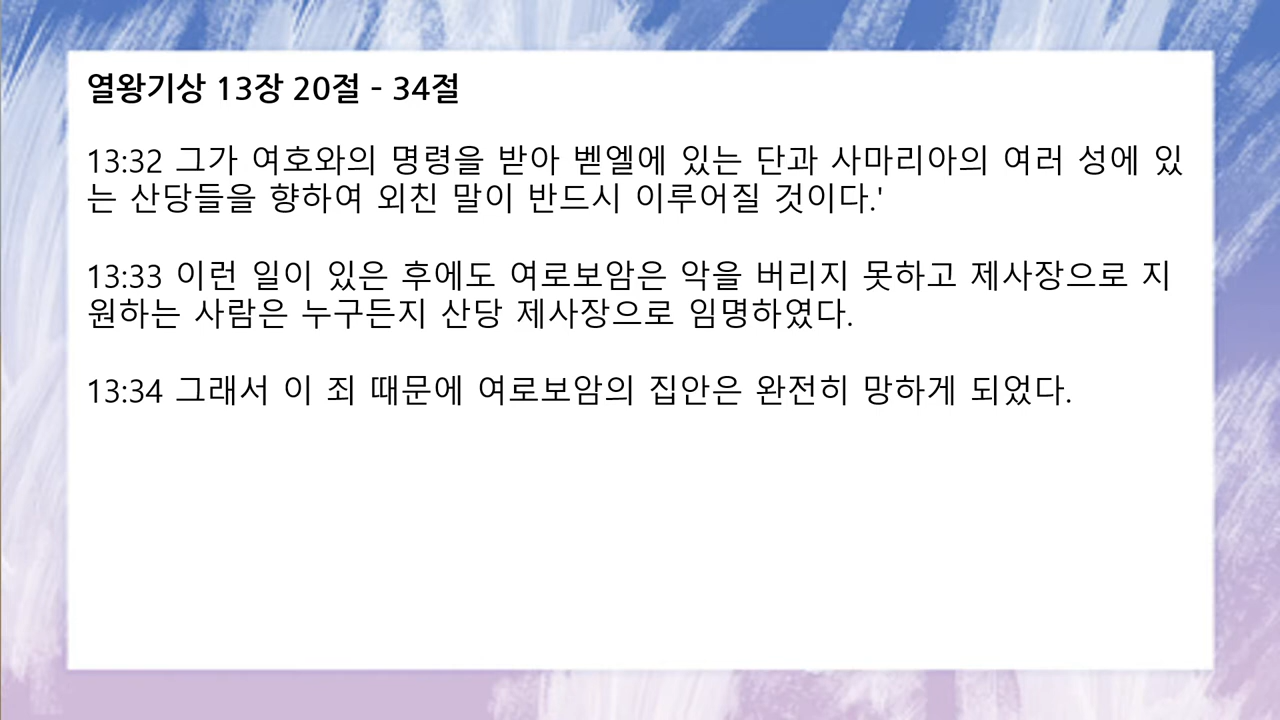 열왕기상 13장 20절 - 34절
13:32 그가 여호와의 명령을 받아 벧엘에 있는 단과 사마리아의 여러 성에 있
는 산당들을 향하여 외친 말이 반드시 이루어질 것이다.'
13:33 이런 일이 있은 후에도 여로보암은 악을 버리지 못하고 제사장으로 지
원하는 사람은 누구든지 산당 제사장으로 임명하였다.
13:34 그래서 이 죄 때문에 여로보암의 집안은 완전히 망하게 되었다.